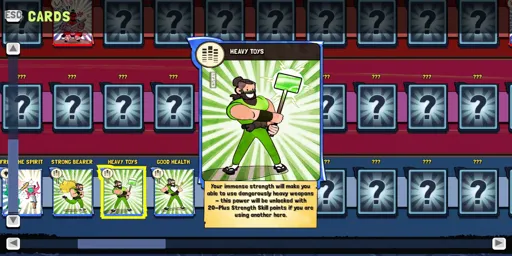 ESC CARDS
HEAVY TOYS
??? ??? ??? ??? ??? ??? ??? ???
THE SPIRIT STRONG BEARER HEAVY TOYS GOOD HEALTH ??? ??? ???
Your immense strength will make you
able to use dangerously heavy weapons
- this power will be unlocked with
20-Plus Strength Skill points if you are
using another hero.